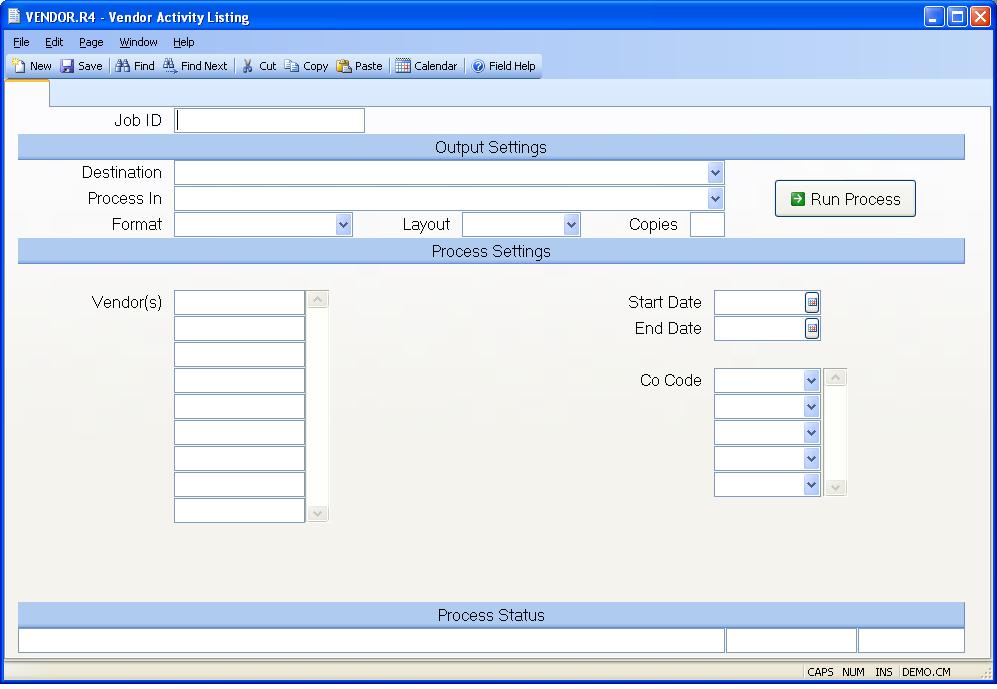 VENDOR.R4 - Vendor Activity Listing
File Edit Page Window Help
New Save Find Find Next Cut Copy Paste Calendar Field Help
Job ID
Output Settings
Destination
Process In
Run Process
Format Layout Copies
Process Settings
Vendor(s) Start Date
End Date
Co Code
Process Status
CAPS NUM INS DEMO.CM